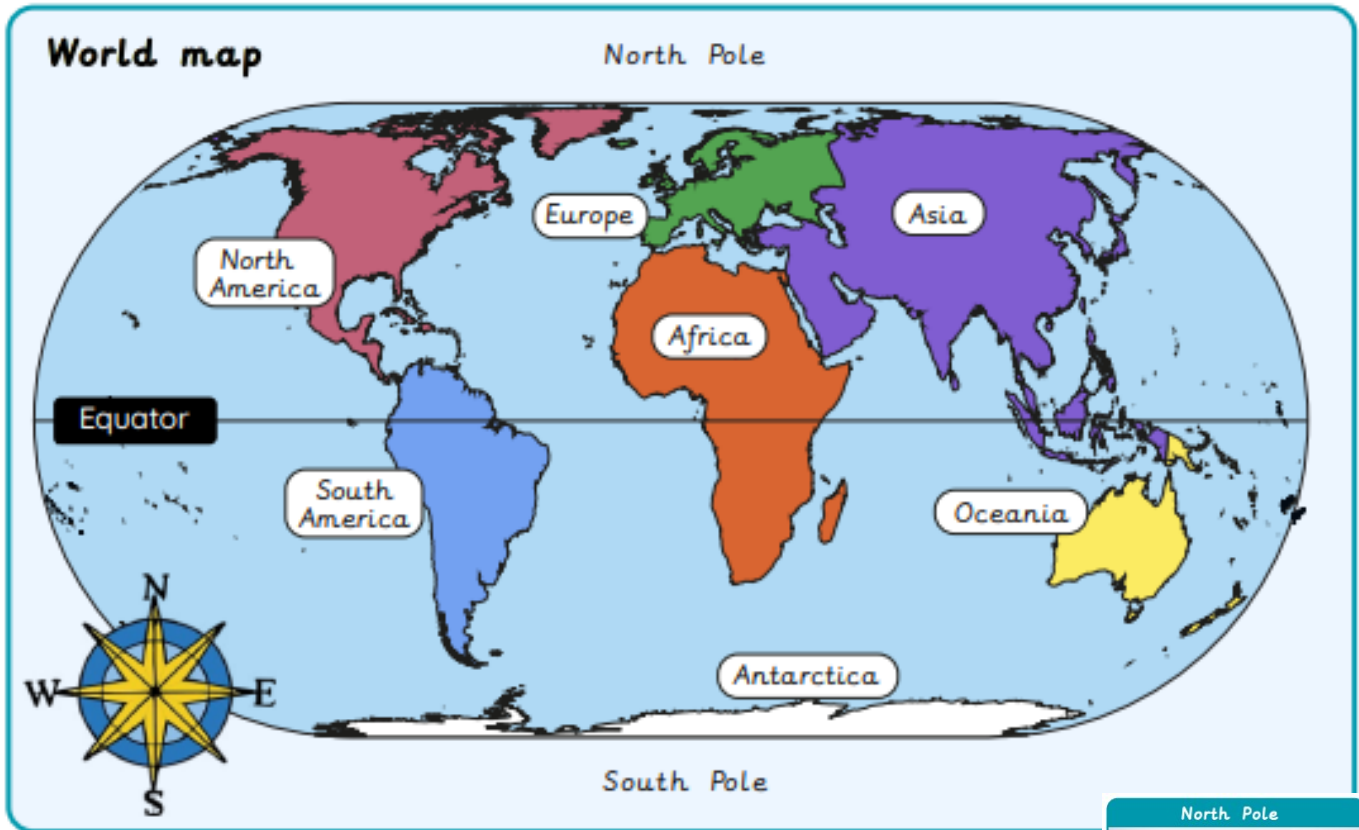 World map
North Pole
Europe
Asia
North
America
Africa
Equator
South
America
Oceania
N
W
E
S
Antarctica
South Pole
North Pole